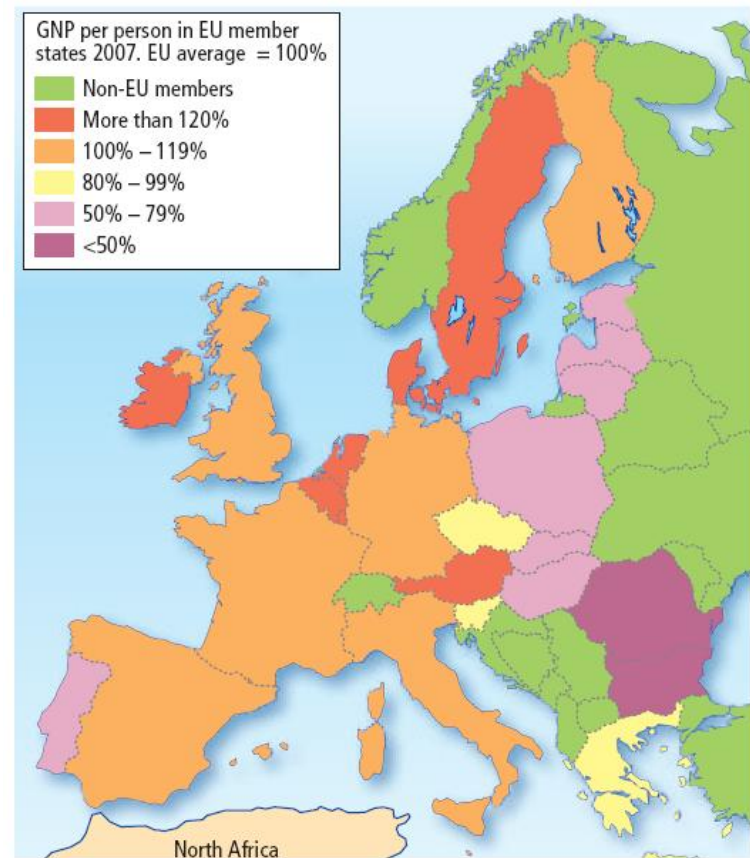 GNP per person in EU member
states 2007. EU average = 100%
Non-EU members
More than 120%
100% – 119%
80% – 99%
50% – 79%
<50%
North Africa